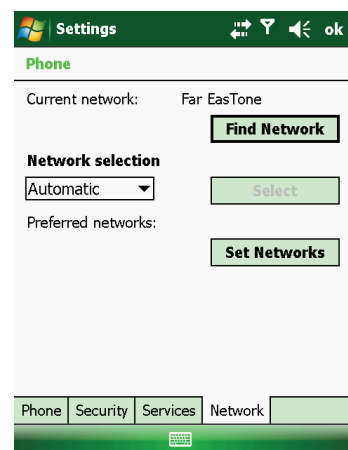 Settings ok
Phone
Current network: Far EasTone
Find Network
Network selection
Automatic Select
Preferred networks:
Set Networks
Phone Security Services Network